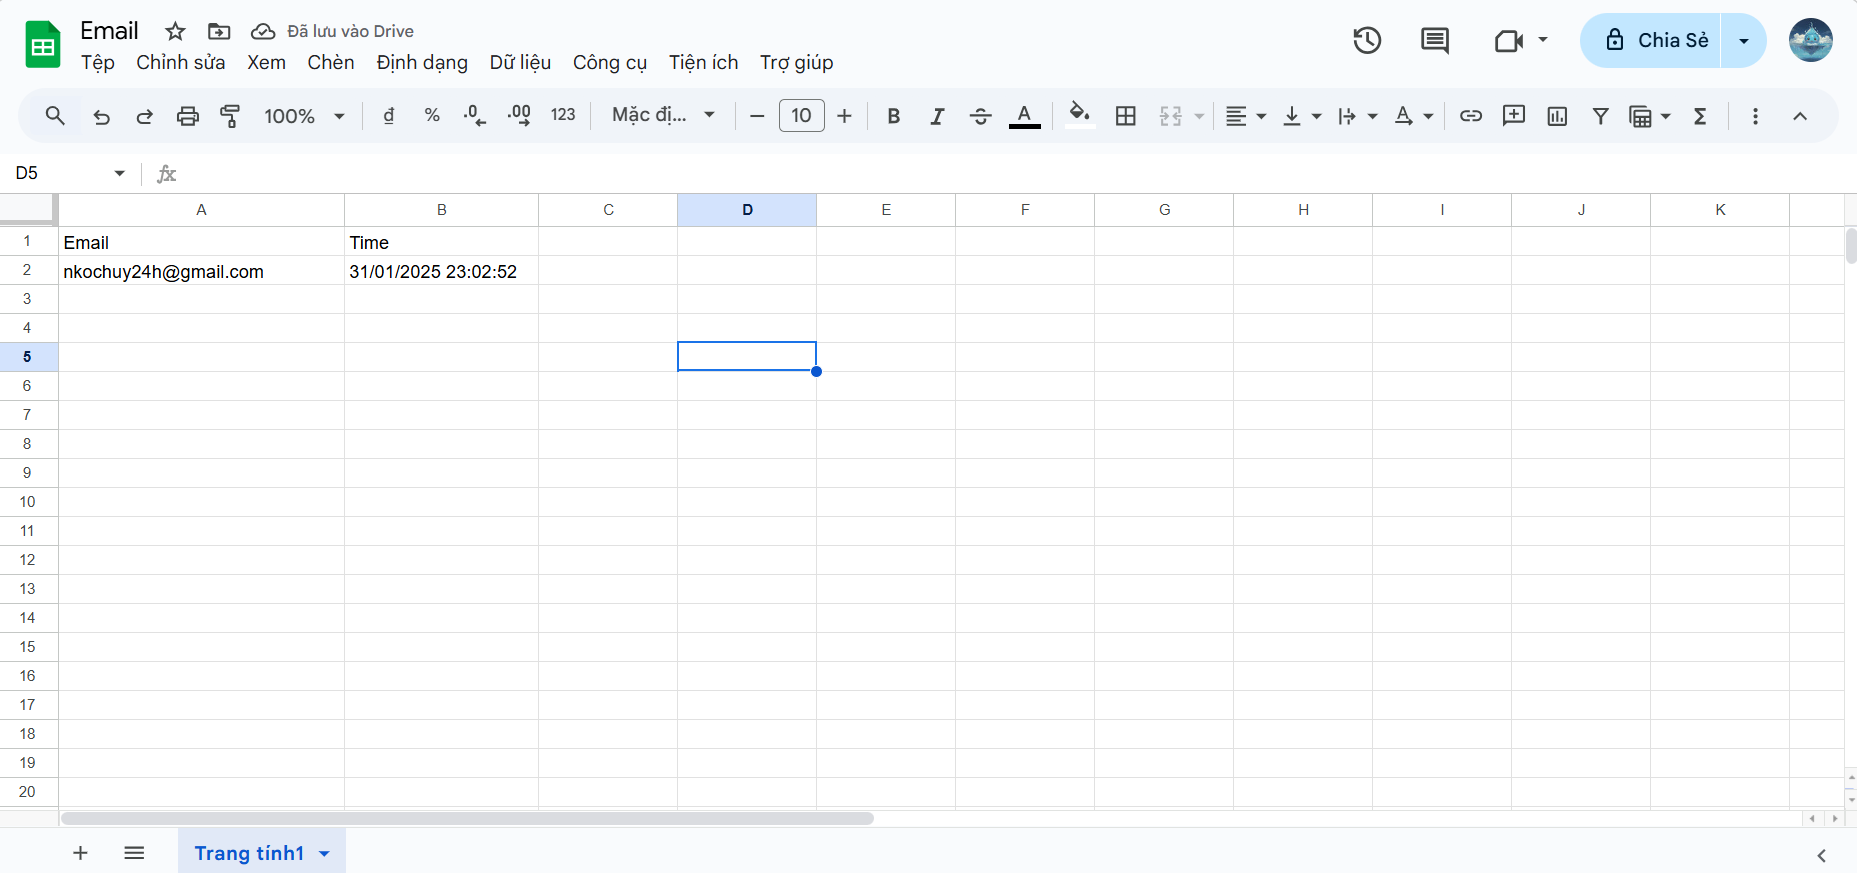 Email Đã lưu vào Drive
Tệp Chỉnh sửa Xem Chèn Định dạng Dữ liệu Công cụ Tiện ích Trợ giúp
Chia Sẻ
100% đ % .0 .00 123 Mặc đị... 10 B I A A Σ
D5 fx
A B C D E F G H I J K
1 Email Time
2 nkochuy24h@gmail.com 31/01/2025 23:02:52
3
4
5
6
7
8
9
10
11
12
13
14
15
16
17
18
19
20
Trang tính1